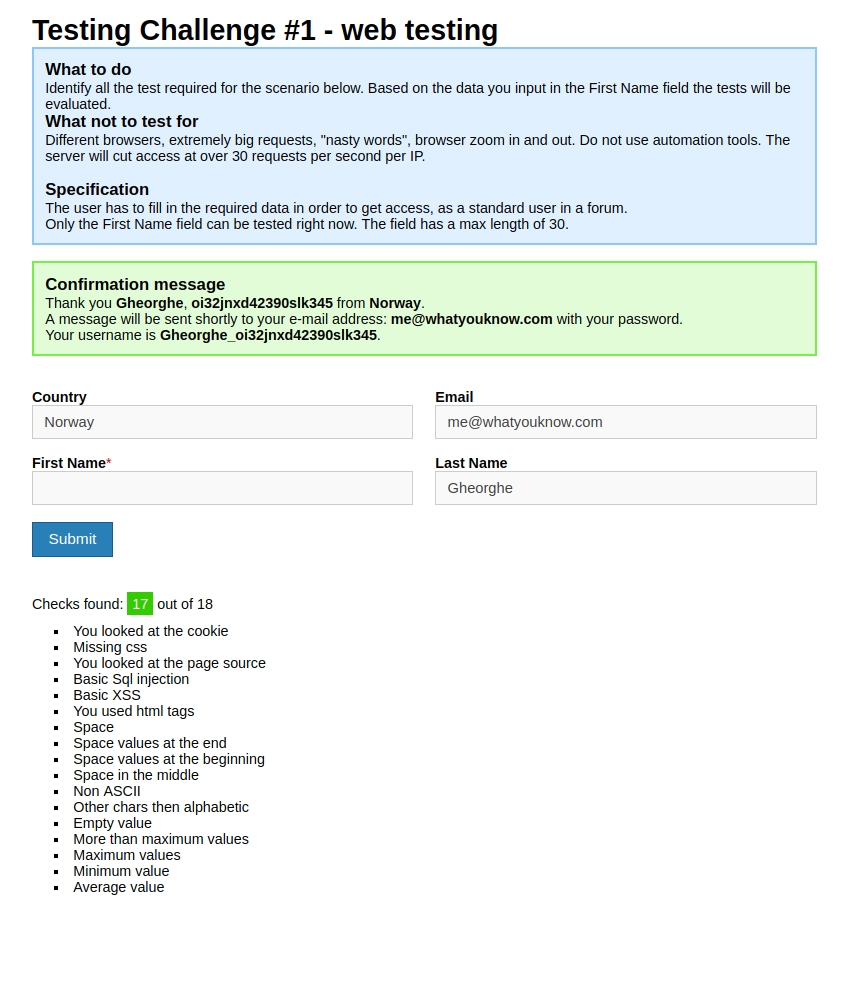 Testing Challenge #1 - web testing
What to do
Identify all the test required for the scenario below. Based on the data you input in the First Name field the tests will be
evaluated.
What not to test for
Different browsers, extremely big requests, "nasty words", browser zoom in and out. Do not use automation tools. The
server will cut access at over 30 requests per second per IP.
Specification
The user has to fill in the required data in order to get access, as a standard user in a forum.
Only the First Name field can be tested right now. The field has a max length of 30.
Confirmation message
Thank you Gheorghe, oi32jnxd42390slk345 from Norway.
A message will be sent shortly to your e-mail address: me@whatyouknow.com with your password.
Your username is Gheorghe_oi32jnxd42390slk345.
Country Email
Norway me@whatyouknow.com
First Name* Last Name
Gheorghe
Submit
Checks found: 17 out of 18
You looked at the cookie
Missing css
You looked at the page source
Basic Sql injection
Basic XSS
You used html tags
Space
Space values at the end
Space values at the beginning
Space in the middle
Non ASCII
Other chars then alphabetic
Empty value
More than maximum values
Maximum values
Minimum value
Average value